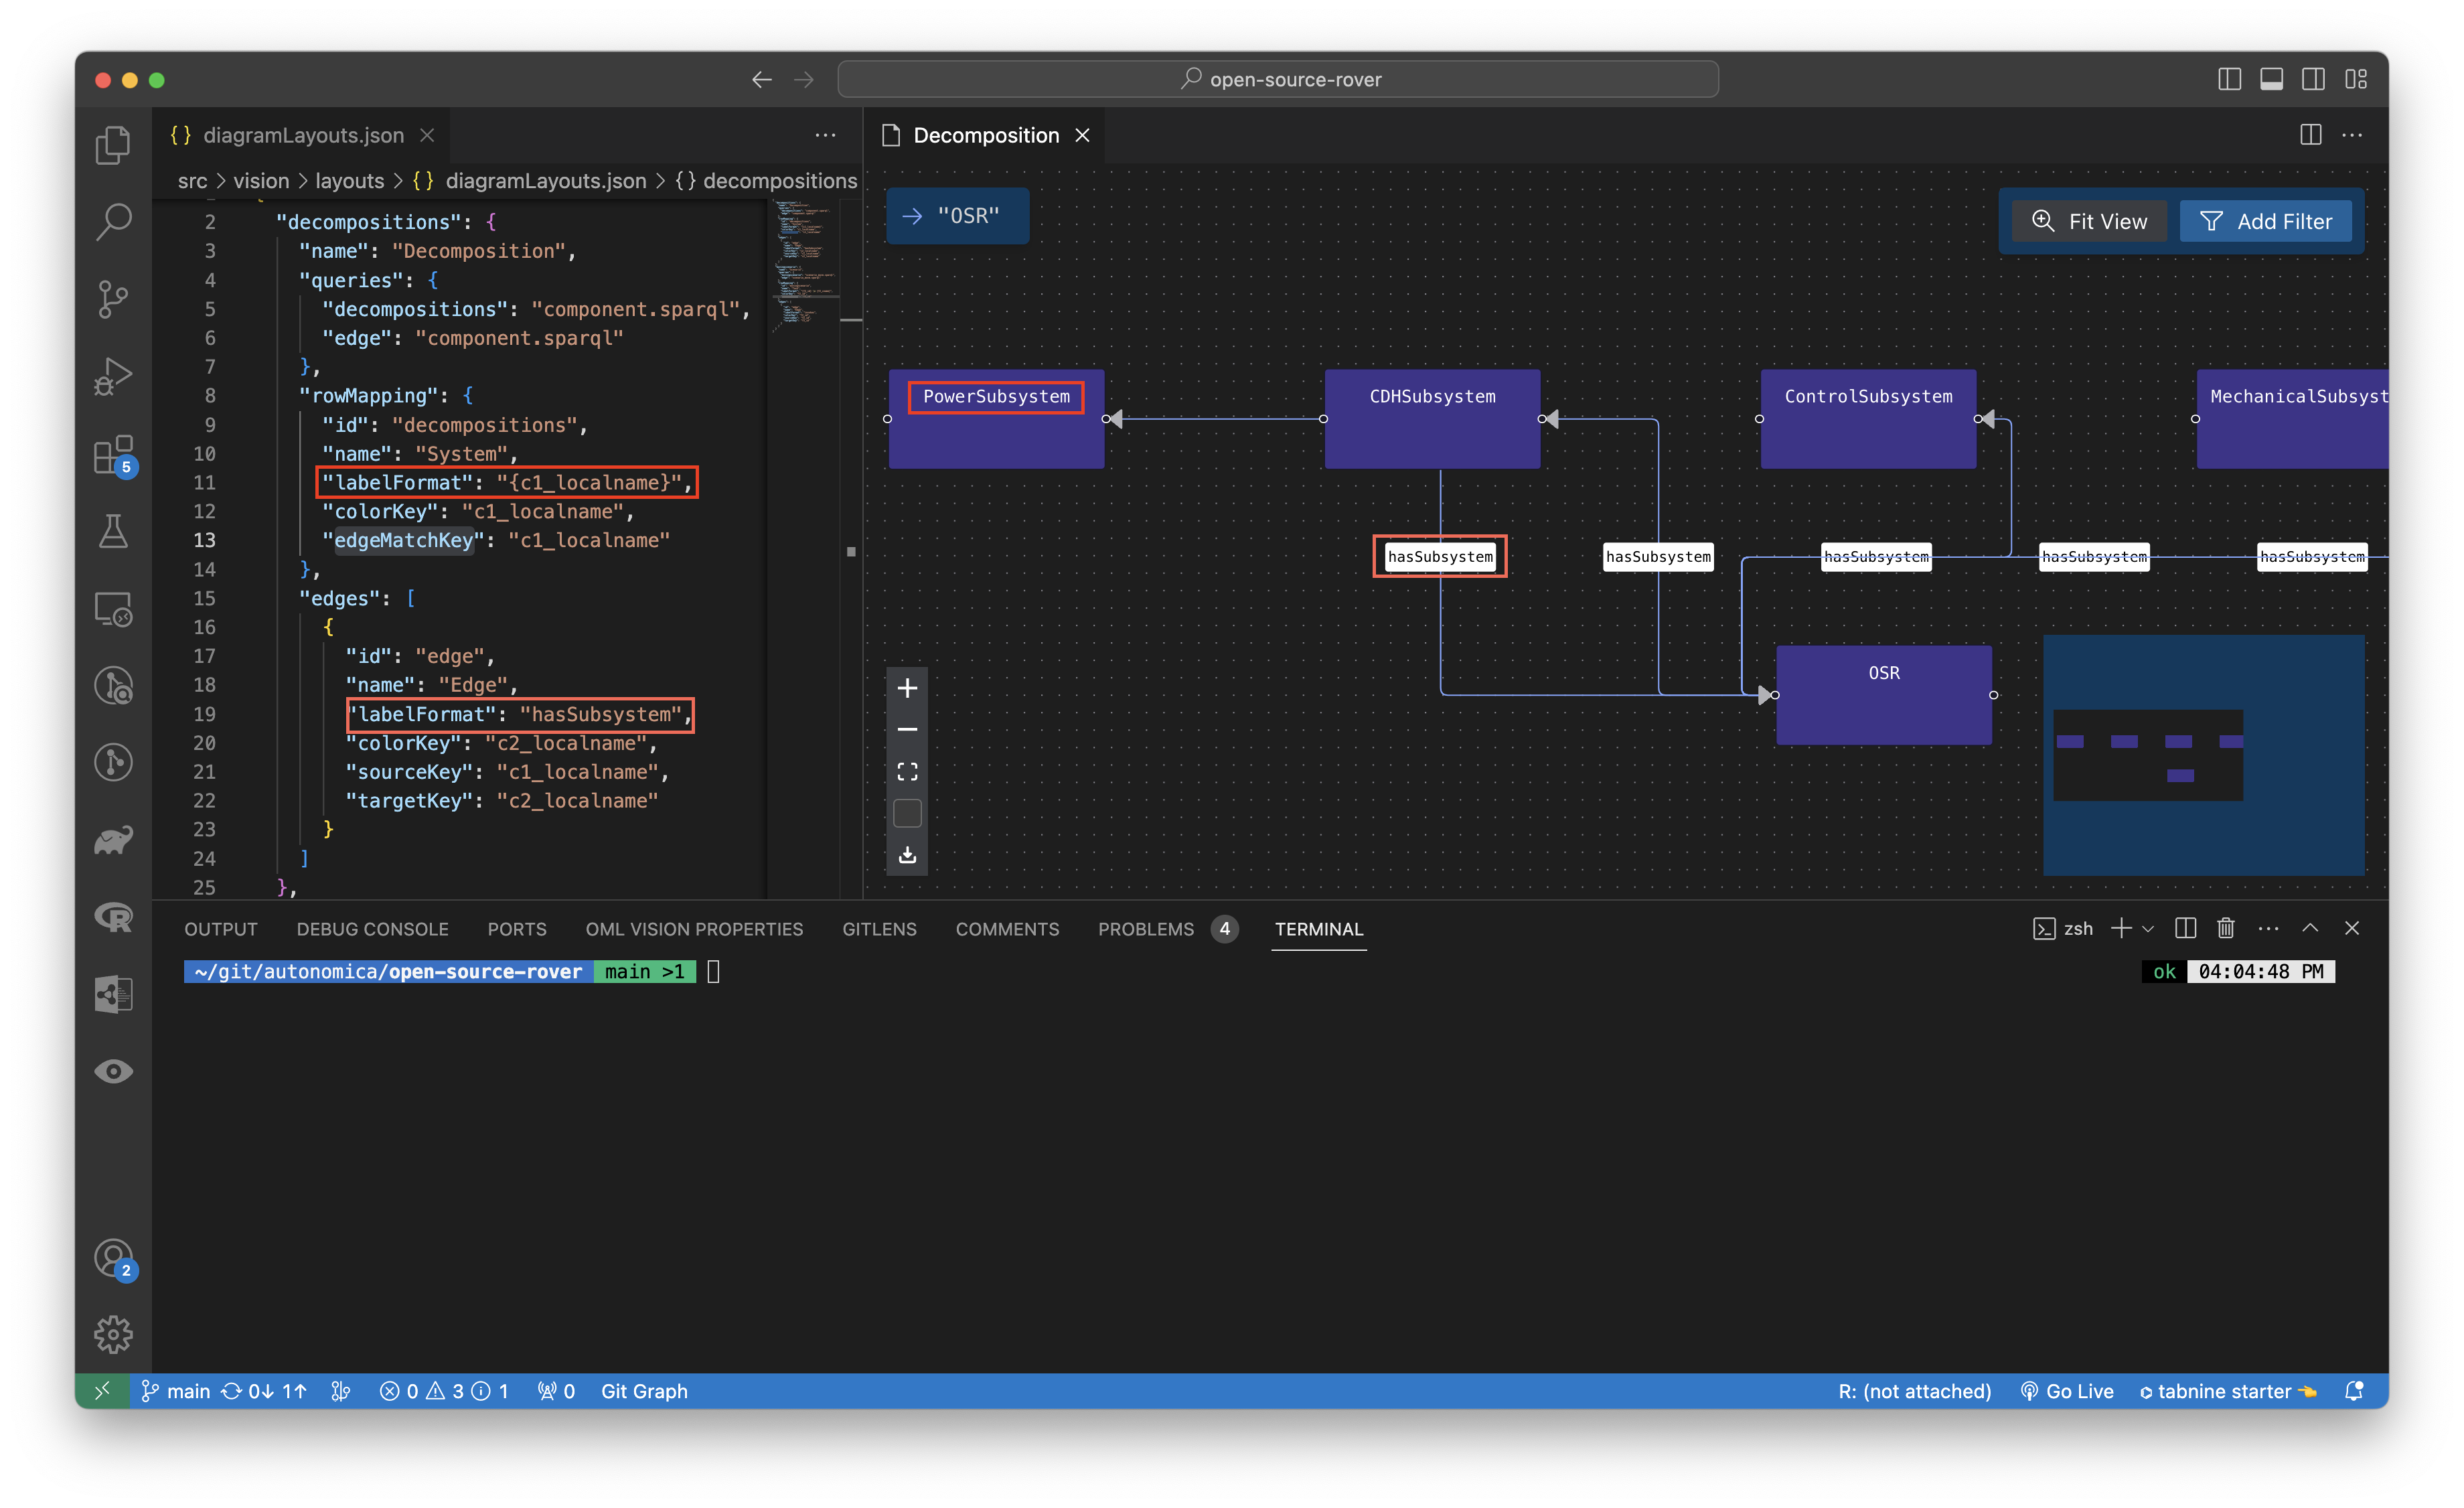 open-source-rover
{} diagramLayouts.json
src > vision > layouts > {} diagramLayouts.json > {} decompositions
2 "decompositions": {
3 "name": "Decomposition",
4 "queries": {
5 "decompositions": "component.sparql",
6 "edge": "component.sparql"
7 },
8 "rowMapping": {
9 "id": "decompositions",
10 "name": "System",
11 "labelFormat": "{c1_localname}",
12 "colorKey": "c1_localname",
13 "edgeMatchKey": "c1_localname"
14 },
15 "edges": [
16 {
17 "id": "edge",
18 "name": "Edge",
19 "labelFormat": "hasSubsystem",
20 "colorKey": "c2_localname",
21 "sourceKey": "c1_localname",
22 "targetKey": "c2_localname"
23 }
24 ]
25 },
Decomposition
→ "OSR"
Fit View
Add Filter
PowerSubsystem
CDHSubsystem
ControlSubsystem
MechanicalSubsyst
hasSubsystem
hasSubsystem
hasSubsystem
hasSubsystem
hasSubsystem
OSR
5
2
OUTPUT DEBUG CONSOLE PORTS OML VISION PROPERTIES GITLENS COMMENTS PROBLEMS 4 TERMINAL
zsh
~/git/autonomica/open-source-rover main >1
ok 04:04:48 PM
main 0↓ 1↑ 0 3 1 0 Git Graph
R: (not attached) Go Live tabnine starter